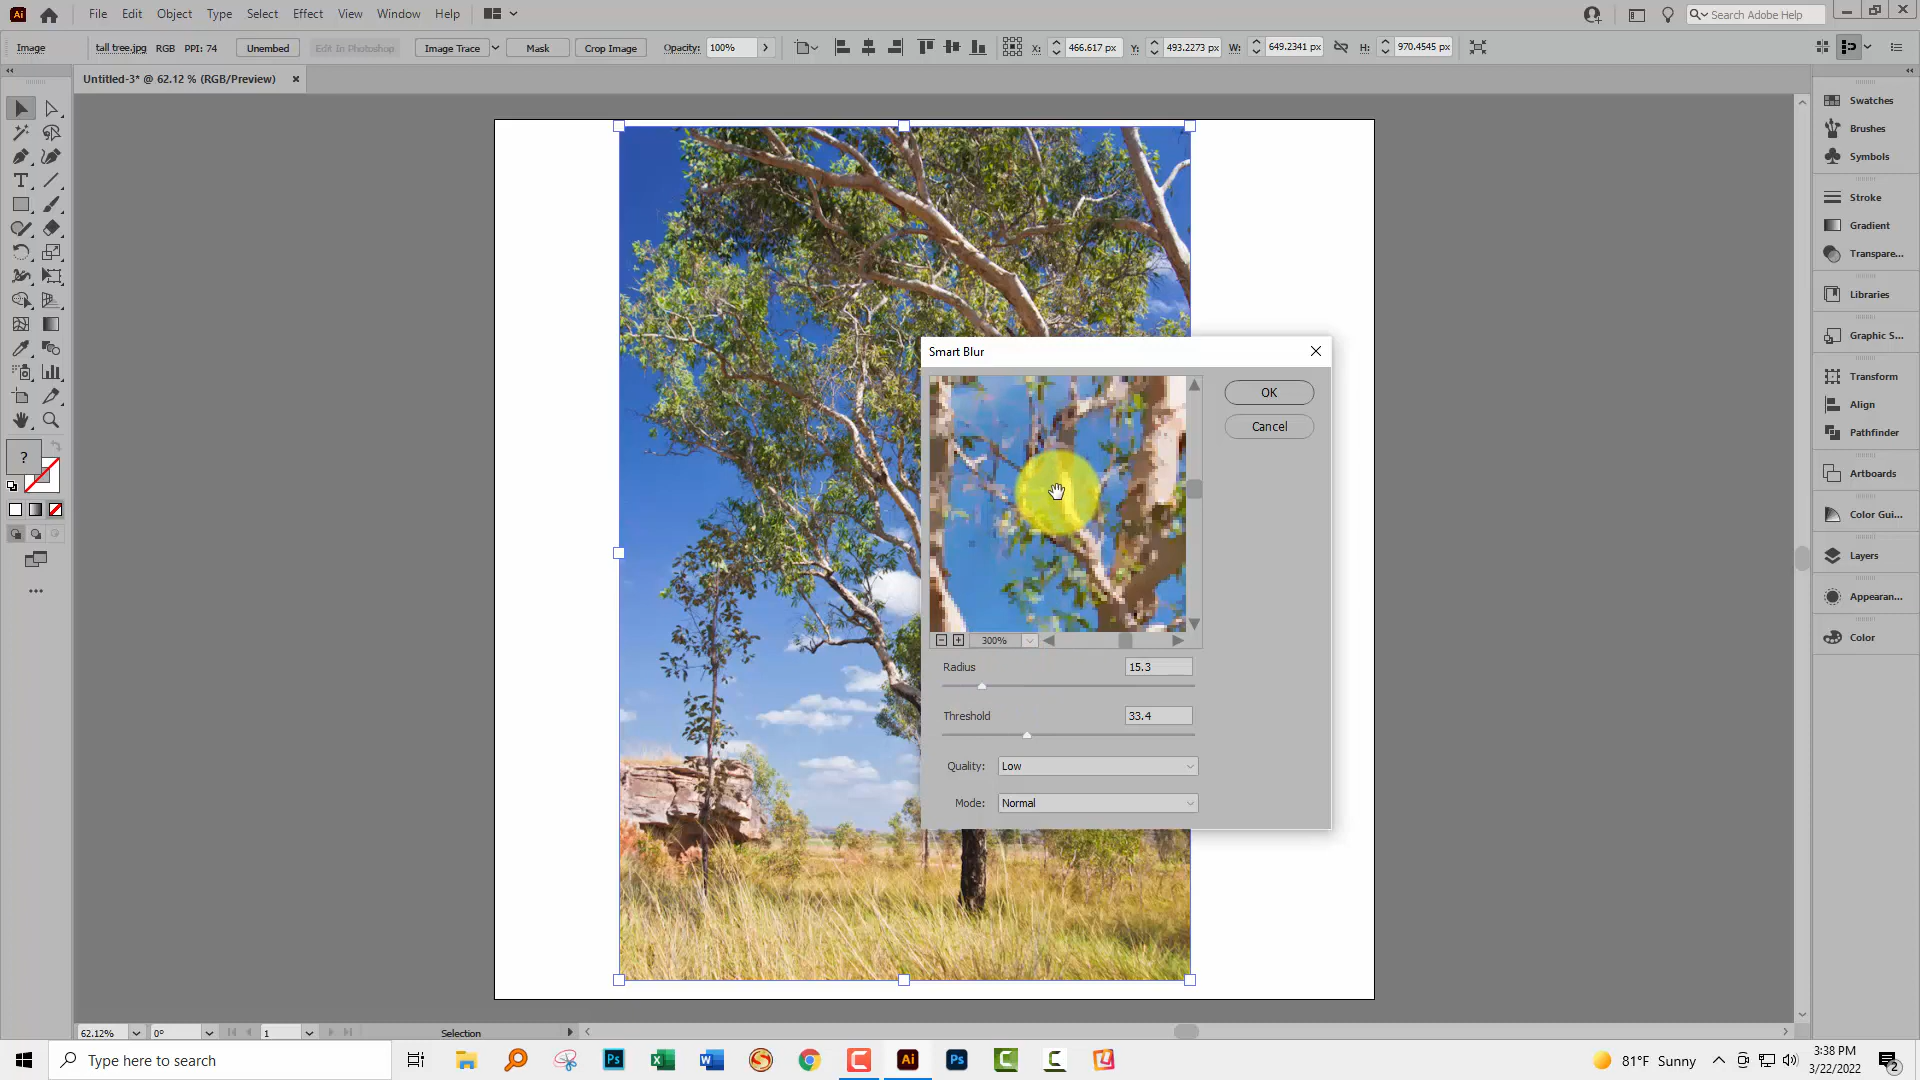 Ai File Edit Object Type Select Effect View Window Help Search Adobe Help
Image tall tree.jpg RGB PPI: 74 Unembed Edit In Photoshop Image Trace Mask Crop Image Opacity: 100% X: 466.617 px Y: 493.2273 px W: 649.2341 px H: 970.4545 px
Untitled-3* @ 62.12 % (RGB/Preview)
Swatches
Brushes
Symbols
Stroke
Gradient
Transpare...
Libraries
Graphic S...
Transform
Align
Pathfinder
Artboards
Color Gui...
Layers
Appearan...
Color
?
Smart Blur
OK
Cancel
300%
Radius 15.3
Threshold 33.4
Quality: Low
Mode: Normal
62.12% 0° 1 Selection
Type here to search Ps Ai Ps 81°F Sunny 3:38 PM
3/22/2022 2